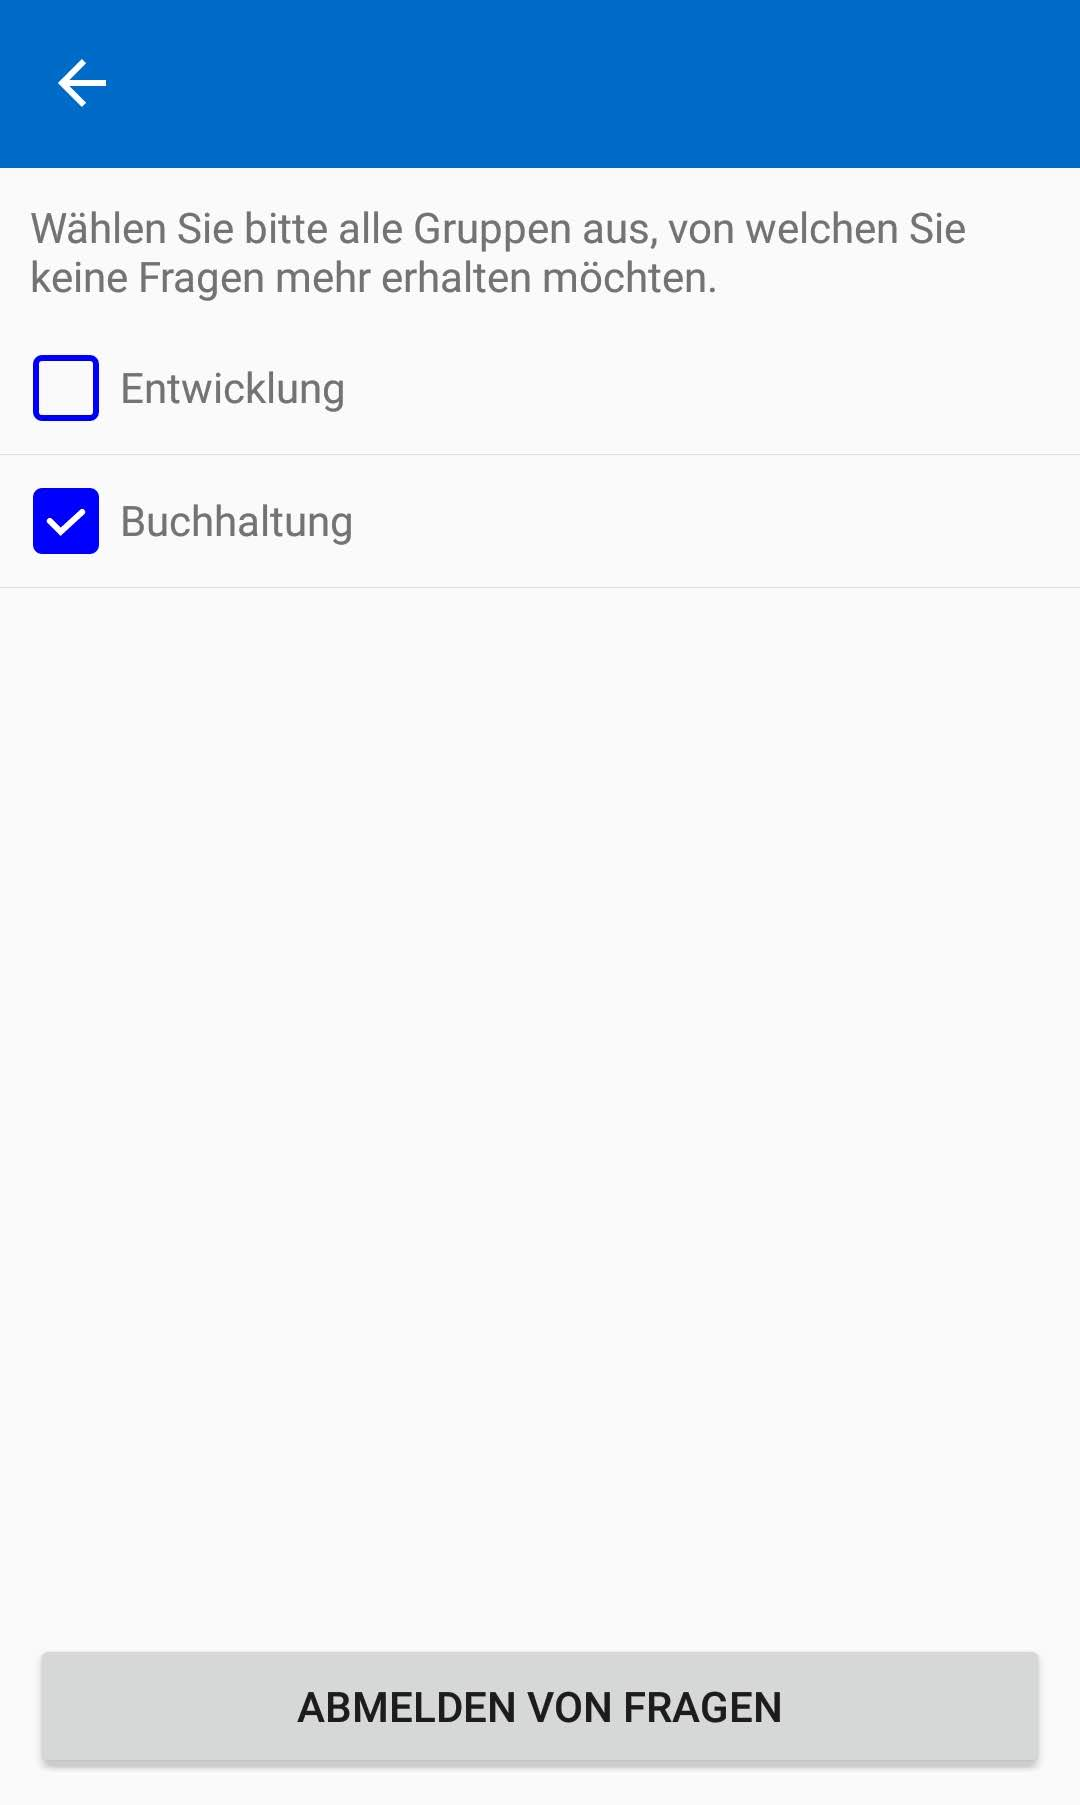 Wählen Sie bitte alle Gruppen aus, von welchen Sie
keine Fragen mehr erhalten möchten.
Entwicklung
Buchhaltung
ABMELDEN VON FRAGEN